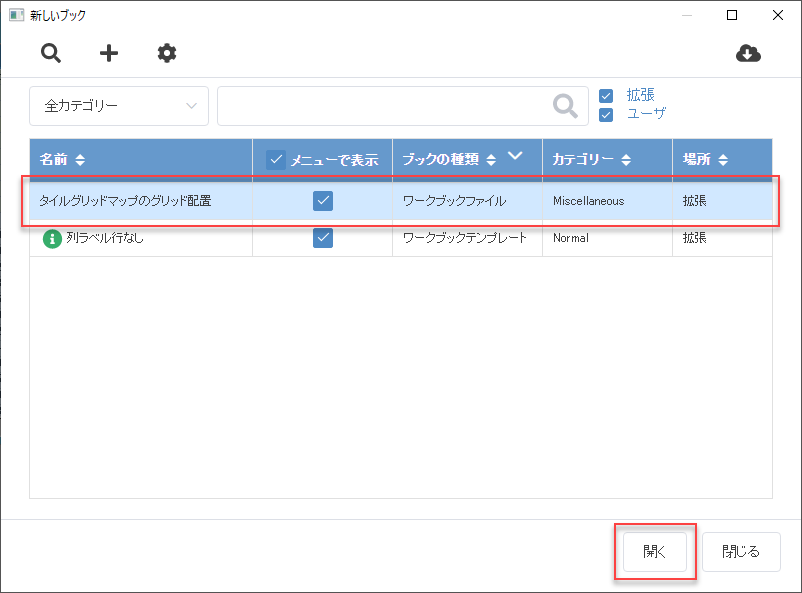 新しいブック
全カテゴリー
拡張
ユーザ
名前 メニューで表示 ブックの種類 カテゴリー 場所
タイルグリッドマップのグリッド配置 ワークブックファイル Miscellaneous 拡張
列ラベル行なし ワークブックテンプレート Normal 拡張
開く 閉じる